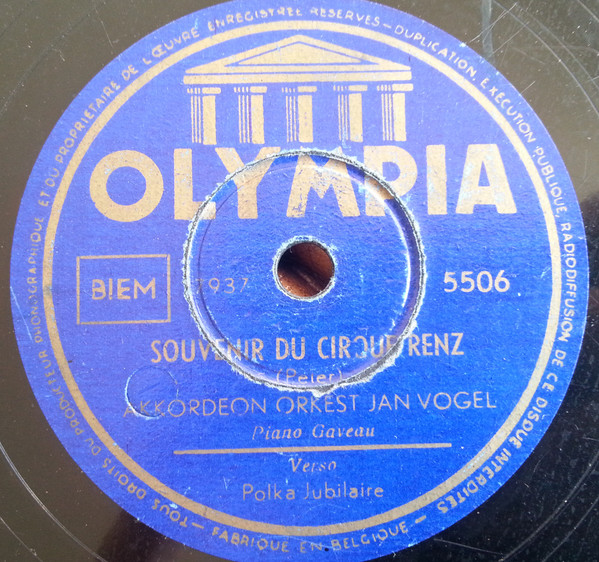 TOUS DROITS DU PRODUCTEUR PHONOGRAPHIQUE ET DU PROPRIETAIRE DE L'ŒUVRE ENREGISTREE RESERVES — DUPLICATION, EXECUTION PUBLIQUE, RADIODIFFUSION DE CE DISQUE INTERDITES —
OLYMPIA
BIEM
7937
5506
SOUVENIR DU CIRQUE RENZ
(Peier)
AKKORDEON ORKEST JAN VOGEL
Piano Gaveau
Verso
Polka Jubilaire
FABRIQUE EN BELGIQUE